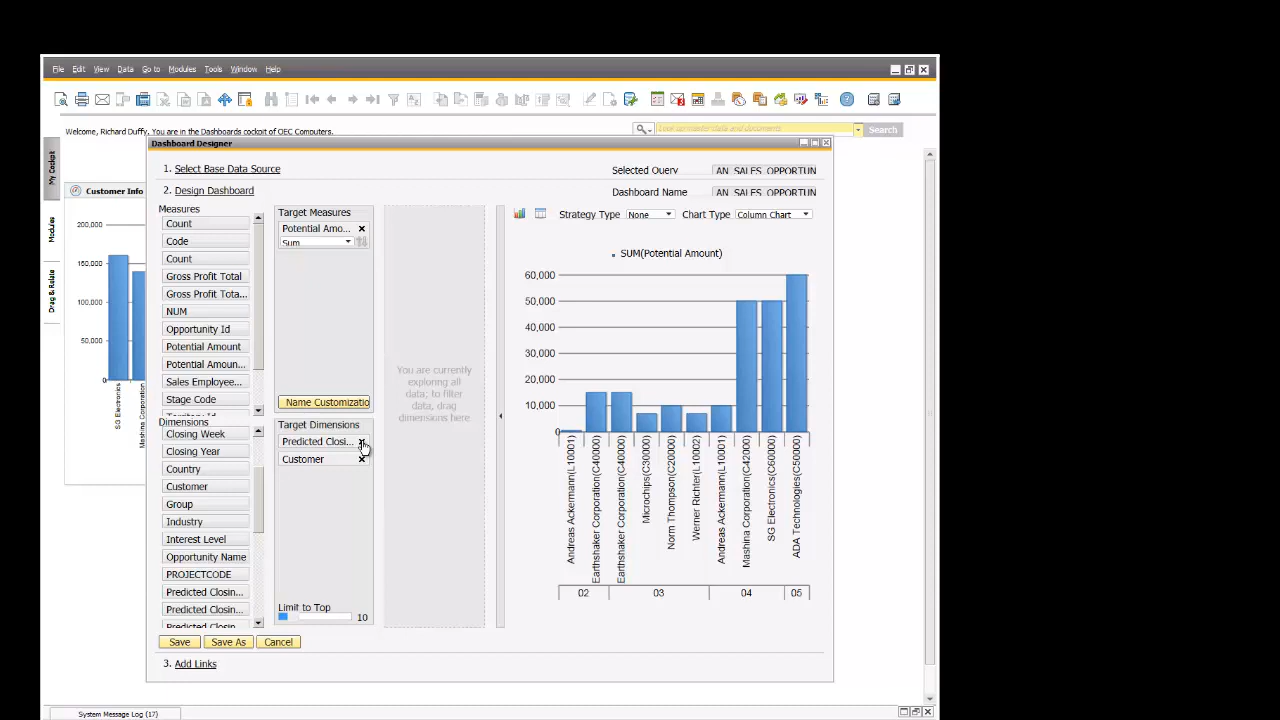 File Edit View Data Go to Modules Tools Window Help
Welcome, Richard Duffy. You are in the Dashboards cockpit of OEC Computers.
Look up master data and documents
Search
My Cockpit
Modules
Drag & Relate
Customer Info
200,000
150,000
100,000
50,000
0
SG Electronics
Mashina Corporation
Dashboard Designer
1. Select Base Data Source
Selected Query AN_SALES_OPPORTUN
2. Design Dashboard
Dashboard Name AN_SALES_OPPORTUN
Measures
Count
Code
Count
Gross Profit Total
Gross Profit Tota...
NUM
Opportunity Id
Potential Amount
Potential Amoun...
Sales Employee...
Stage Code
Territory Id
Dimensions
Closing Week
Closing Year
Country
Customer
Group
Industry
Interest Level
Opportunity Name
PROJECTCODE
Predicted Closin...
Predicted Closin...
Predicted Closin...
Target Measures
Potential Amo...
Sum
Name Customizatio
Target Dimensions
Predicted Closi...
Customer
Limit to Top
10
You are currently
exploring all
data; to filter
data, drag
dimensions here
Strategy Type None Chart Type Column Chart
SUM(Potential Amount)
60,000
50,000
40,000
30,000
20,000
10,000
0
Andreas Ackermann(L10001)
Earthshaker Corporation(C40000)
Earthshaker Corporation(C40000)
Microchips(C30000)
Norm Thompson(C20000)
Werner Richter(L10002)
Andreas Ackermann(L10001)
Mashina Corporation(C42000)
SG Electronics(C60000)
ADA Technologies(C50000)
02 03 04 05
Save Save As Cancel
3. Add Links
System Message Log (17)